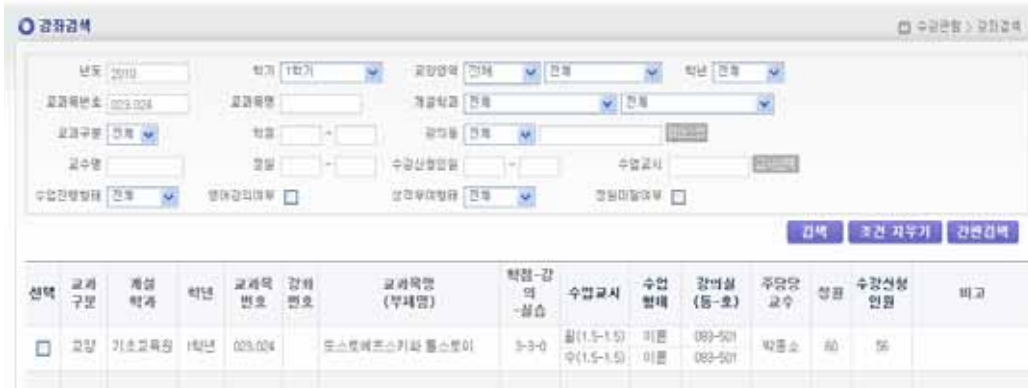 강좌검색
수강편람 > 강좌검색
년도 2010 학기 1학기 교양영역 전체 전체 학년 전체
교과목번호 023.024 교과목명 개설학과 전체 전체
교과구분 전체 학점 - 강의동 전체
교수명 정원 - 수강신청인원 - 수업교시
수업진행형태 전체 영어강의여부 성적부여형태 전체 정원미달여부
검색 조건 지우기 간편검색
선택 교과 구분 개설 학과 학년 교과목 번호 강좌 번호 교과목명 (부제명) 학점-강의-실습 수업교시 수업 형태 강의실 (동-호) 주담당 교수 정원 수강신청 인원 비고
교양 기초교육원 1학년 023.024 도스토예프스키와 톨스토이 3-3-0 월(1.5-1.5) 이론 083-501 60 56
수(1.5-1.5) 이론 083-501